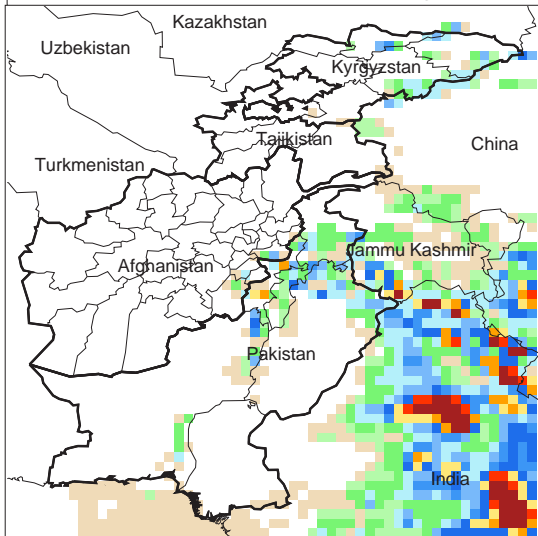 Kazakhstan
Uzbekistan
Kyrgyzstan
Tajikistan
China
Turkmenistan
Jammu Kashmir
Afghanistan
Pakistan
India